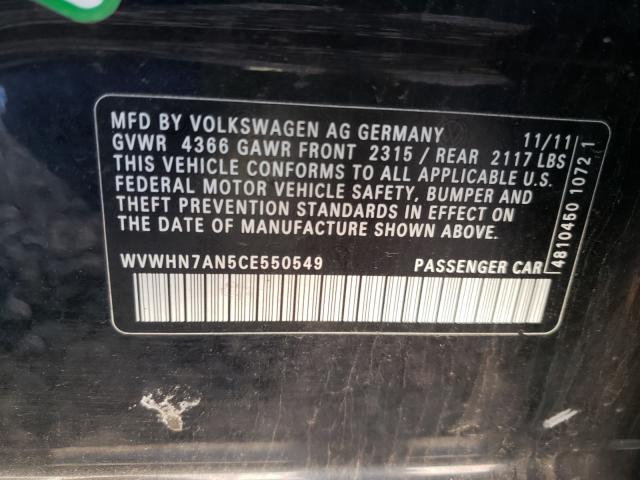 MFD BY VOLKSWAGEN AG GERMANY 11/11
GVWR 4366 GAWR FRONT 2315 / REAR 2117 LBS
THIS VEHICLE CONFORMS TO ALL APPLICABLE U.S.
FEDERAL MOTOR VEHICLE SAFETY, BUMPER AND
THEFT PREVENTION STANDARDS IN EFFECT ON
THE DATE OF MANUFACTURE SHOWN ABOVE.
WVWHN7AN5CE550549 PASSENGER CAR
4810450 1072 1